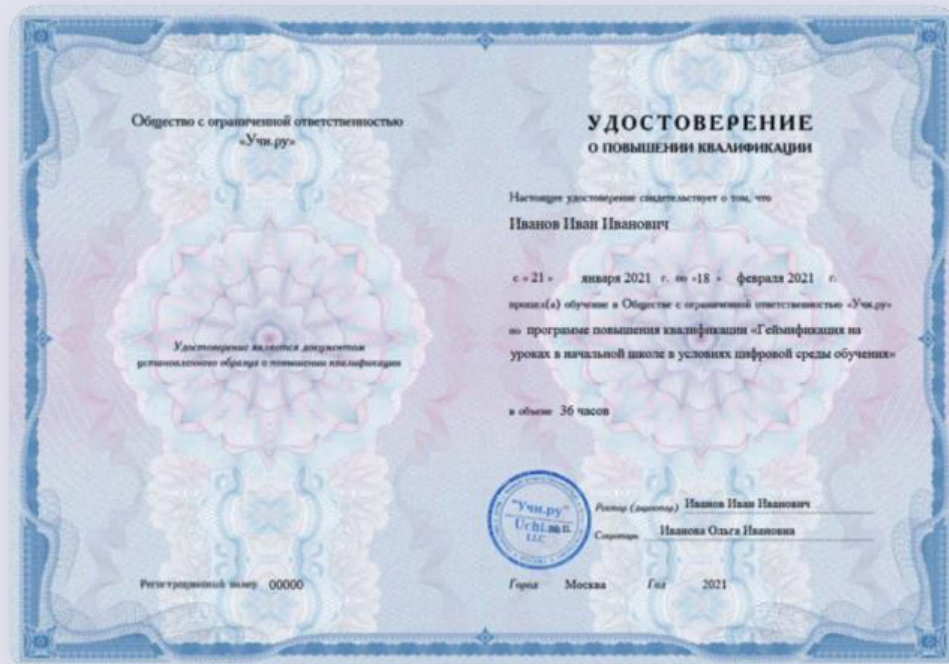 Общество с ограниченной ответственностью
«Учи.ру»
Удостоверение является документом
установленного образца о повышении квалификации
Регистрационный номер 00000
УДОСТОВЕРЕНИЕ
О ПОВЫШЕНИИ КВАЛИФИКАЦИИ
Настоящее удостоверение свидетельствует о том, что
Иванов Иван Иванович
с « 21 » января 2021 г. по «18 » февраля 2021 г.
прошел(а) обучение в Обществе с ограниченной ответственностью «Учи.ру»
по программе повышения квалификации «Геймификация на
уроках в начальной школе в условиях цифровой среды обучения»
в объеме 36 часов
"Учи.ру"
Uchi.ru
LLC
М.П.
Ректор (директор) Иванов Иван Иванович
Секретарь Иванова Ольга Ивановна
Город Москва Год 2021